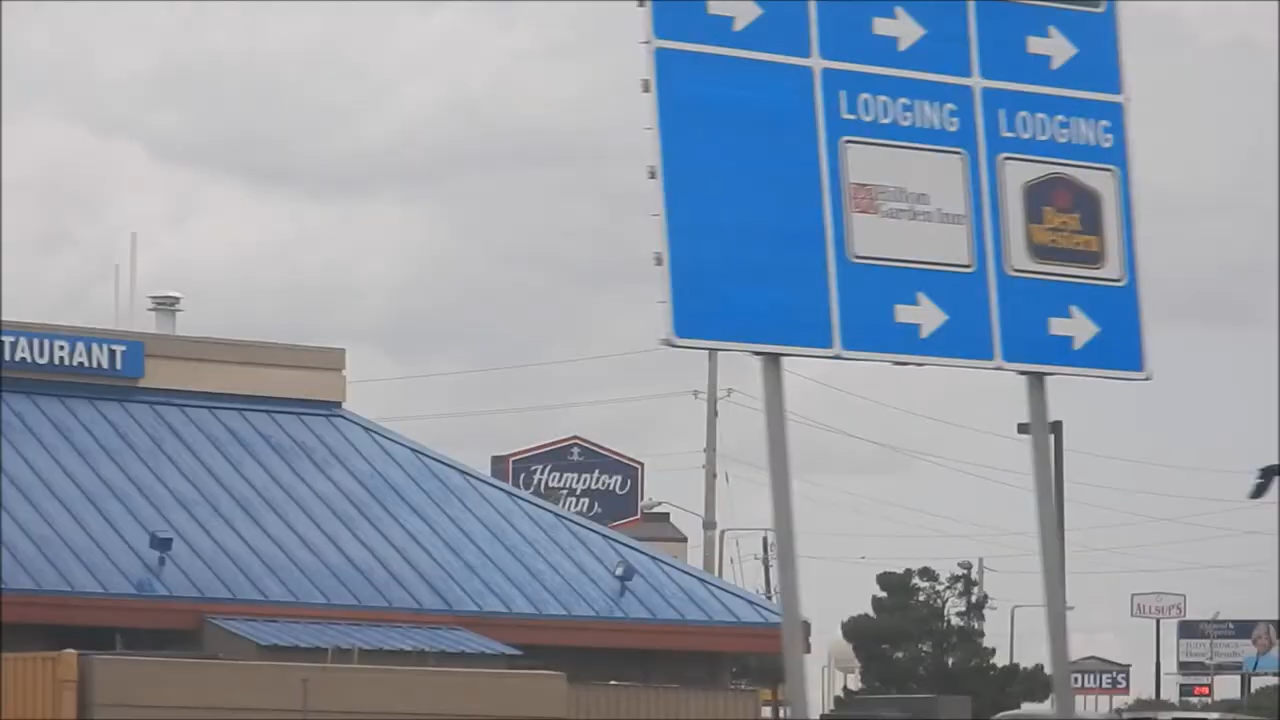 LODGING
LODGING
Hilton
Garden Inn
Best
Western
TAURANT
Hampton
Inn
ALLSUP'S
OWE'S